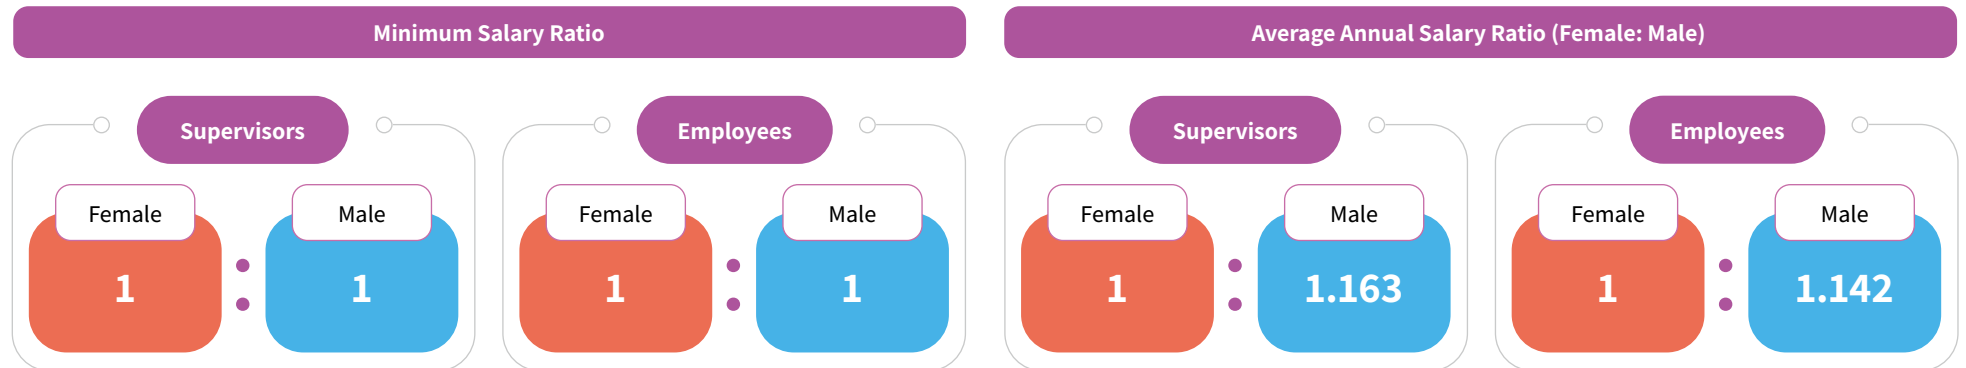 Minimum Salary Ratio
Supervisors
Female
Male
1
1
Employees
Female
Male
1
1
Average Annual Salary Ratio (Female: Male)
Supervisors
Female
Male
1
1.163
Employees
Female
Male
1
1.142